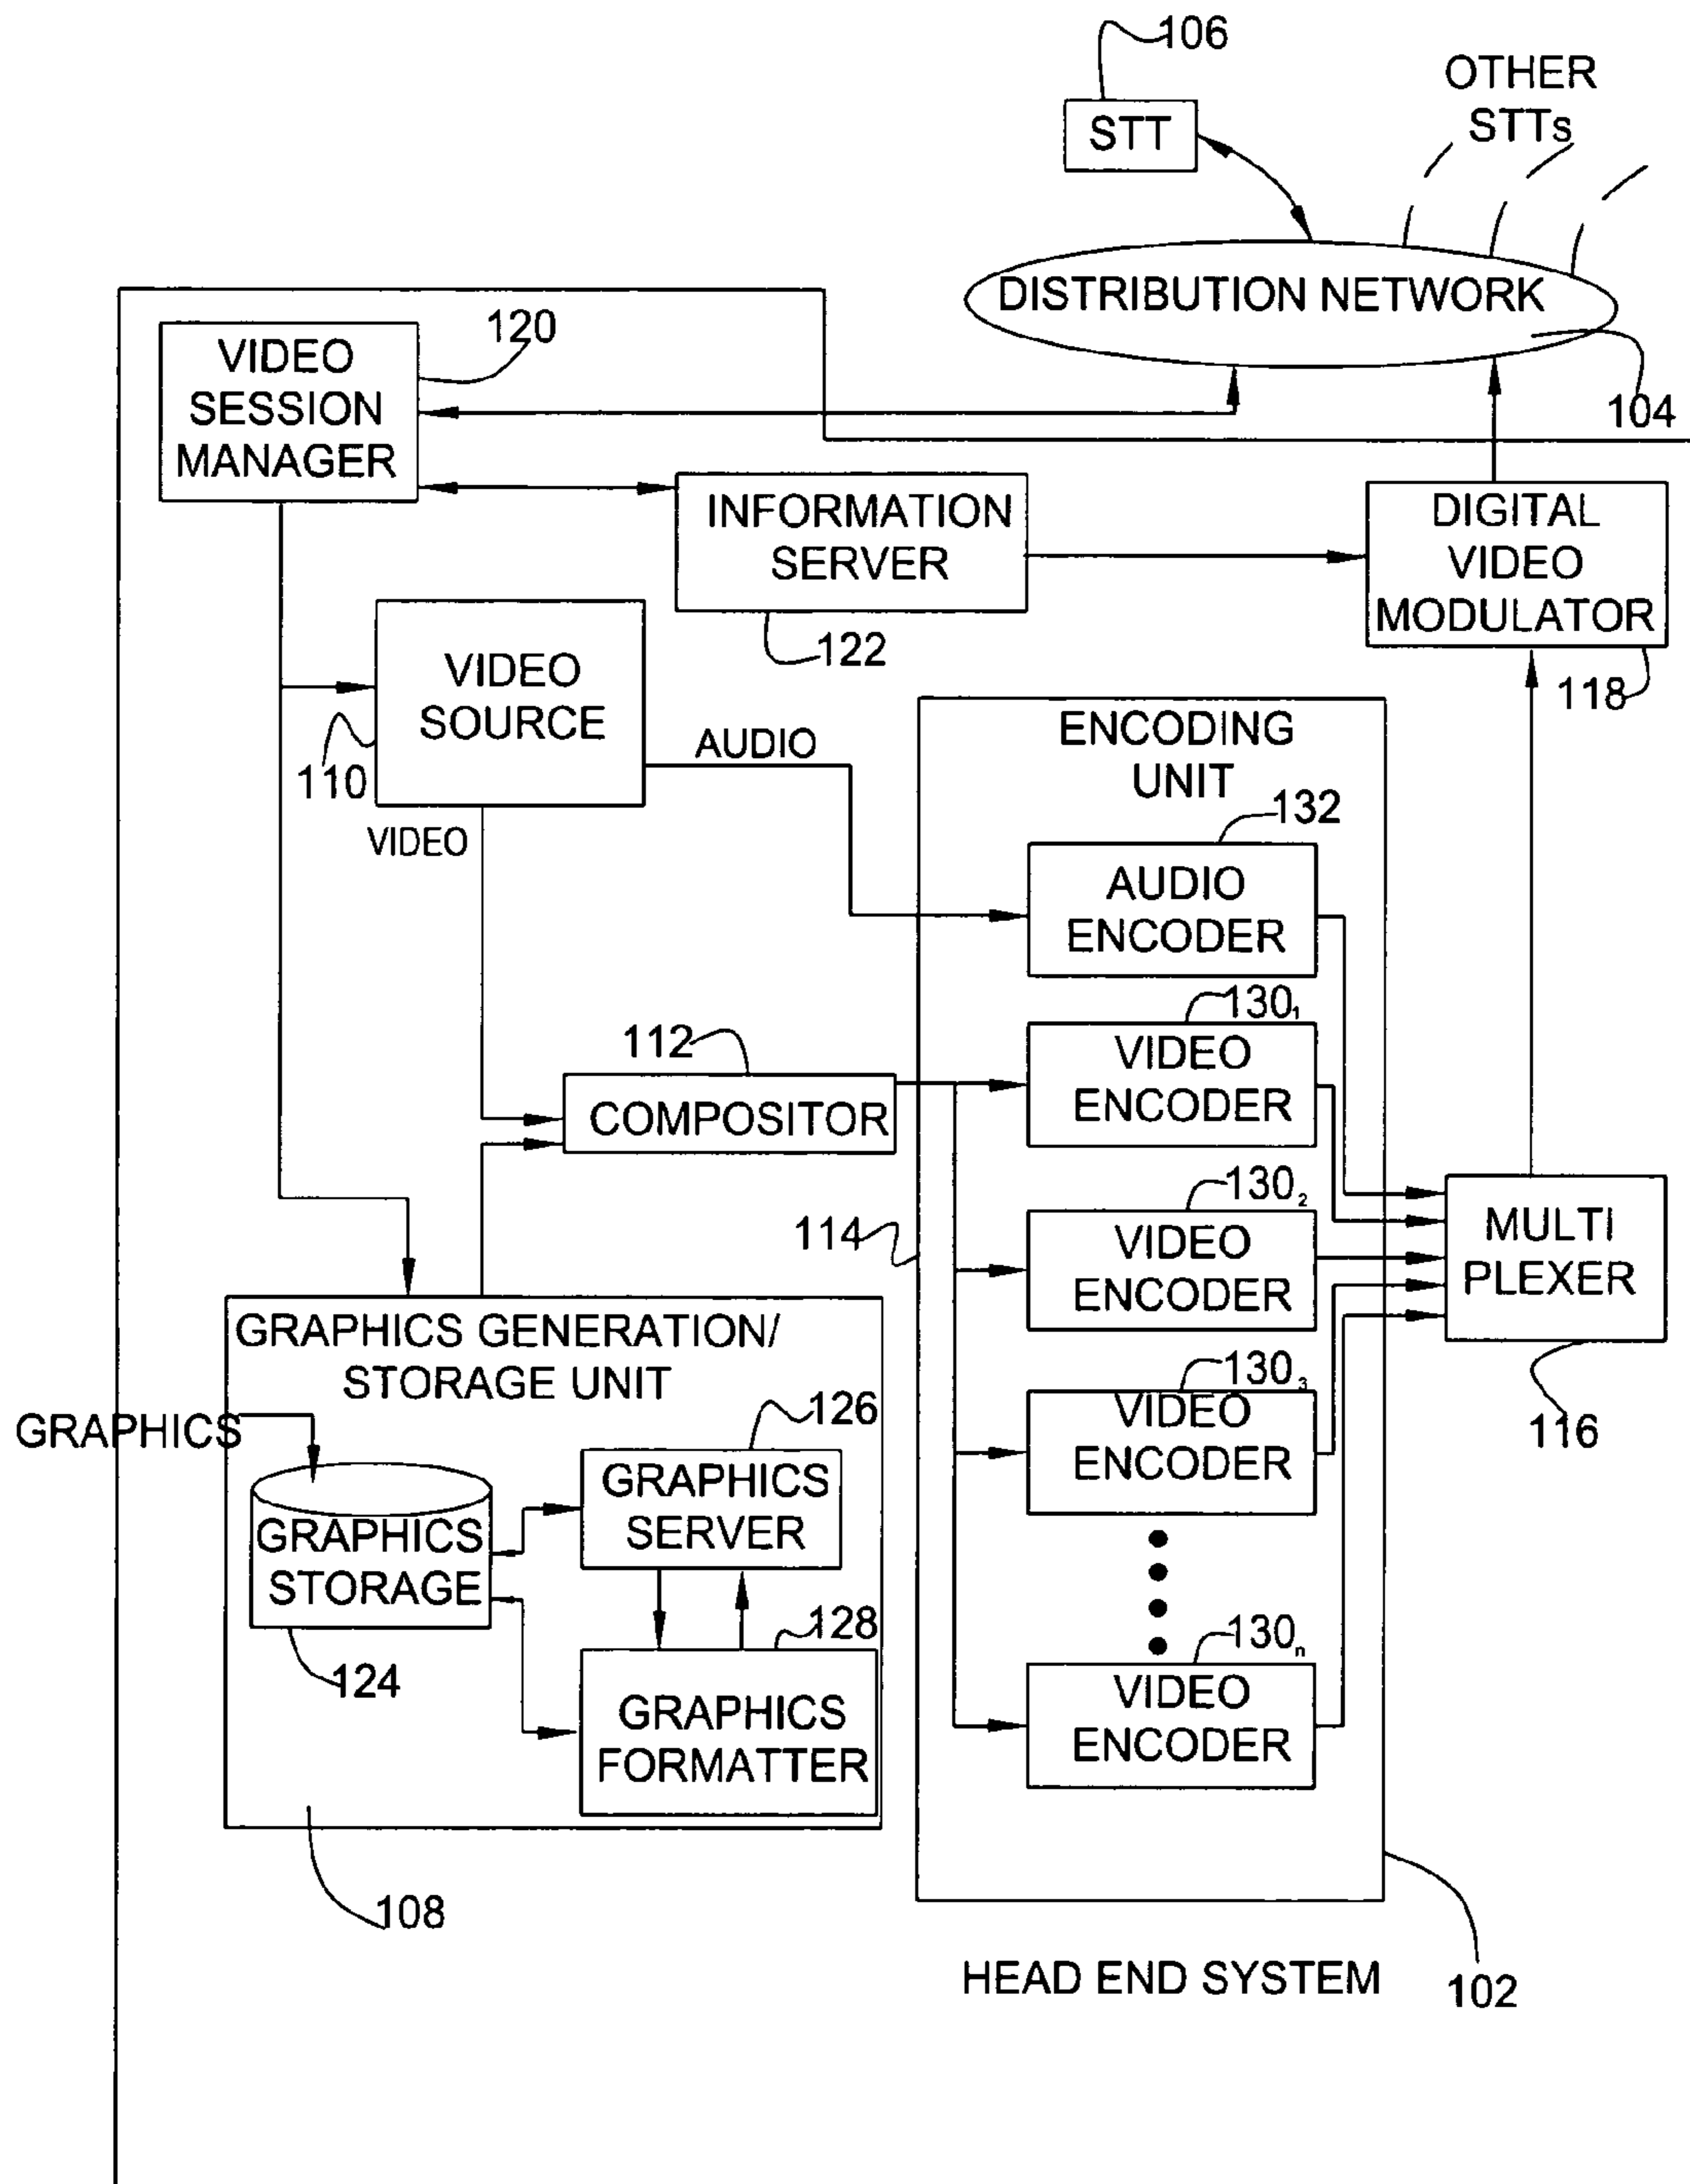 106
STT
OTHER
STTs
DISTRIBUTION NETWORK
104
VIDEO
SESSION
MANAGER
120
INFORMATION
SERVER
122
DIGITAL
VIDEO
MODULATOR
118
VIDEO
SOURCE
110
AUDIO
VIDEO
ENCODING
UNIT
132
AUDIO
ENCODER
130₁
VIDEO
ENCODER
112
COMPOSITOR
130₂
VIDEO
ENCODER
114
MULTI
PLEXER
116
GRAPHICS GENERATION/
STORAGE UNIT
GRAPHICS
126
GRAPHICS
SERVER
GRAPHICS
STORAGE
124
128
GRAPHICS
FORMATTER
108
130₃
VIDEO
ENCODER
130ₙ
VIDEO
ENCODER
HEAD END SYSTEM
102